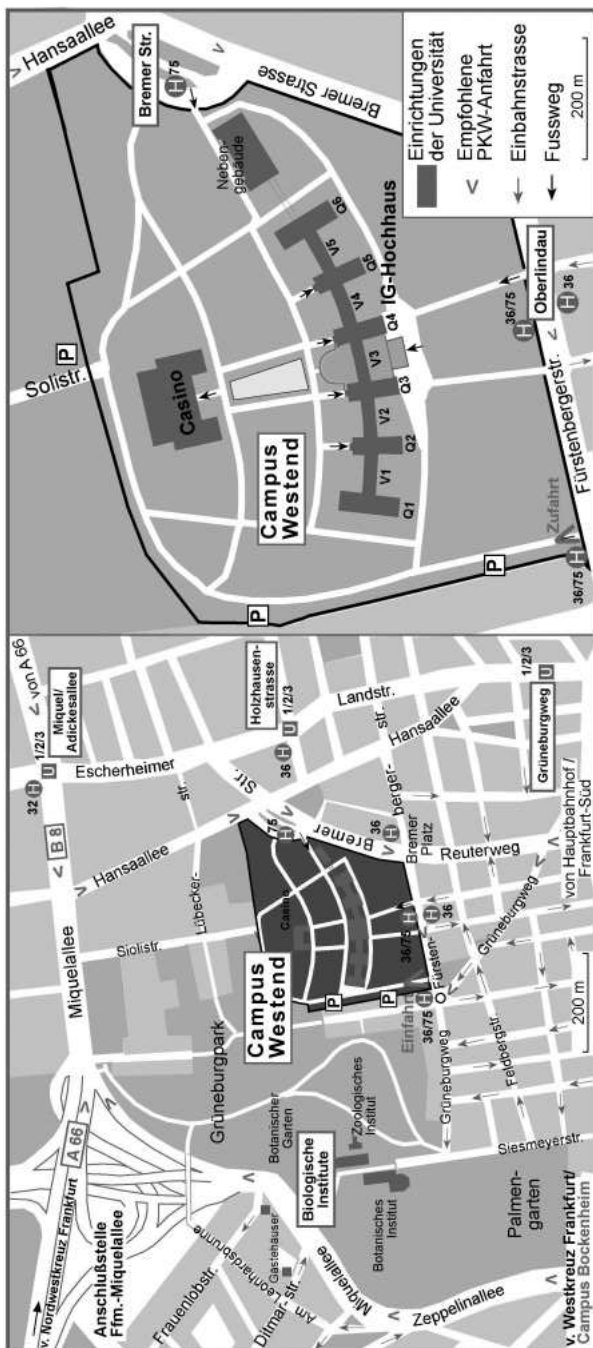 v. Nordwestkreuz Frankfurt
A 66
Anschlußstelle
Ffm.-Miquelallee
Miquelallee
B 8
32 H
U 1/2/3
Miquel/
Adickesallee
von A 66
Hansaallee
Escherheimer
Landstr.
Siolistr.
Lübecker-
str.
Grüneburgpark
Holzhausen-
strasse
36 H
U 1/2/3
Bremer
Str.
H 75
Casino
Campus
Westend
P
P
Einfahrt
36/75
H
36/75 H
H 36
Fürsten-
berger-
str.
36 H
Bremer
Platz
Hansaallee
Reuterweg
Grüneburgweg
1/2/3
U
Grüneburgweg
von Hauptbahnhof /
Frankfurt-Süd
Grüneburgweg
Feldbergstr.
Siesmeyerstr.
Botanischer
Garten
Zoologisches
Institut
Biologische
Institute
Botanisches
Institut
Palmen-
garten
Frauenlobstr.
Am Leonhardsbrunne
Gästehäuser
Ditmar-str.
Miquelallee
Zeppelinallee
v. Westkreuz Frankfurt/
Campus Bockenheim
200 m
Hansaallee
Bremer Str.
H 75
Bremer Strasse
Neben-
gebäude
Solistr.
P
Casino
Campus
Westend
IG-Hochhaus
Q1
V1
Q2
V2
Q3
V3
Q4
V4
Q5
V5
Q6
P
P
Zufahrt
36/75 H
Fürstenbergerstr.
36/75 H
Oberlindau
H 36
Einrichtungen
der Universität
Empfohlene
PKW-Anfahrt
Einbahnstrasse
Fussweg
200 m